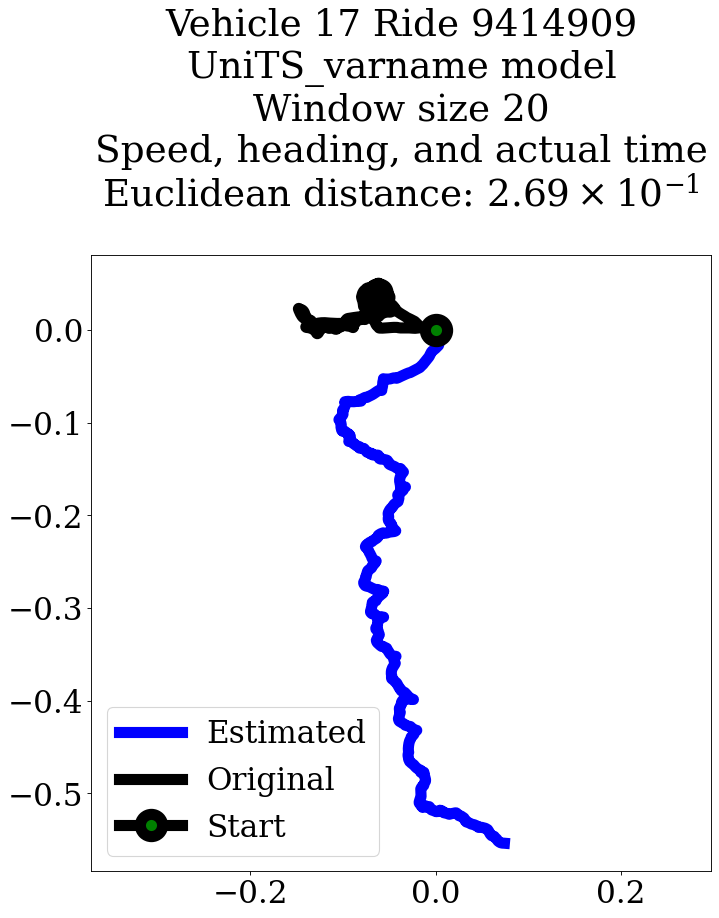 Vehicle 17 Ride 9414909
UniTS_varname model
Window size 20
Speed, heading, and actual time
Euclidean distance: 2.69 × 10⁻¹
0.0
−0.1
−0.2
−0.3
−0.4
−0.5
Estimated
Original
Start
−0.2
0.0
0.2